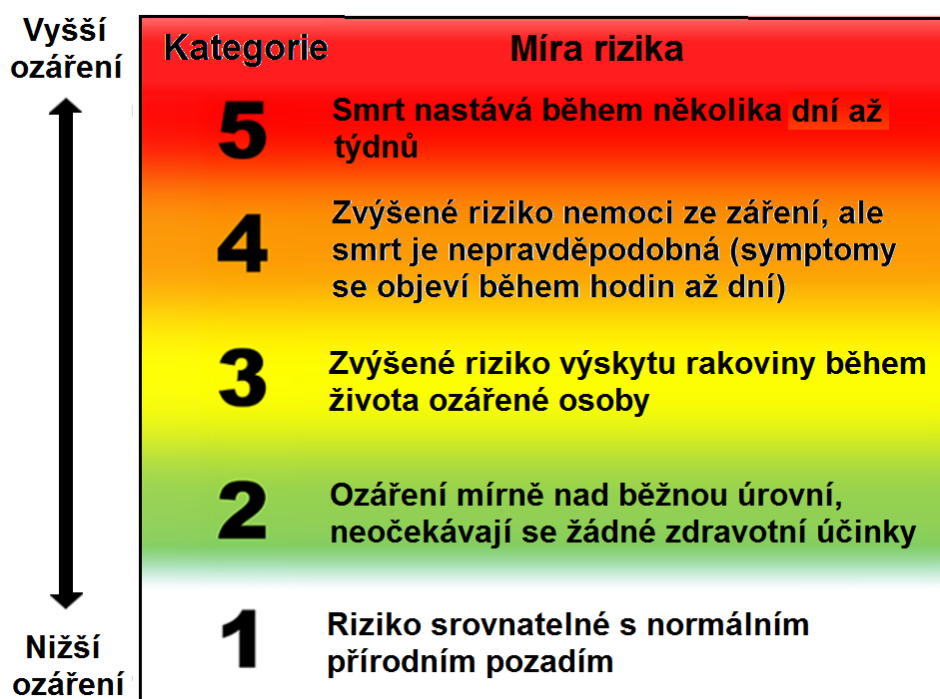 Vyšší
ozáření
Kategorie
Míra rizika
5
Smrt nastává během několika dní až
týdnů
4
Zvýšené riziko nemoci ze záření, ale
smrt je nepravděpodobná (symptomy
se objeví během hodin až dní)
3
Zvýšené riziko výskytu rakoviny během
života ozářené osoby
2
Ozáření mírně nad běžnou úrovní,
neočekávají se žádné zdravotní účinky
1
Riziko srovnatelné s normálním
přírodním pozadím
Nižší
ozáření